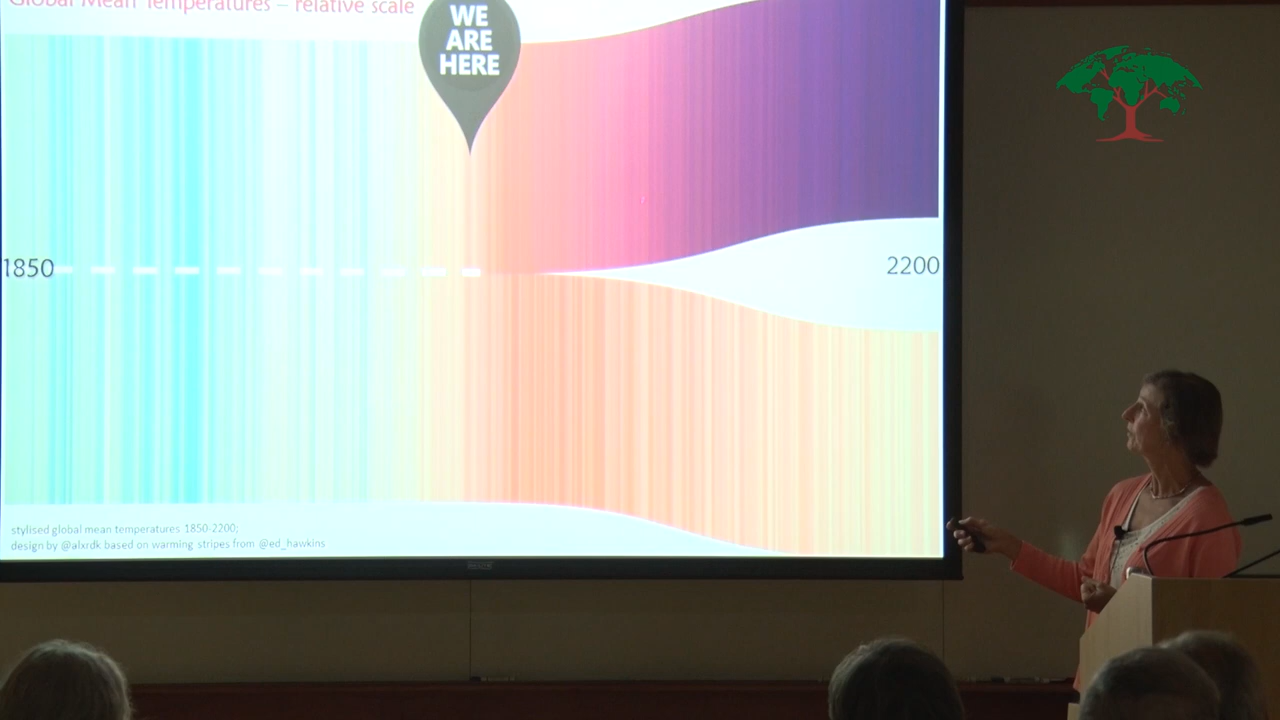 Global Mean Temperatures – relative scale
WE
ARE
HERE
1850
2200
stylised global mean temperatures 1850-2200;
design by @alxrdk based on warming stripes from @ed_hawkins